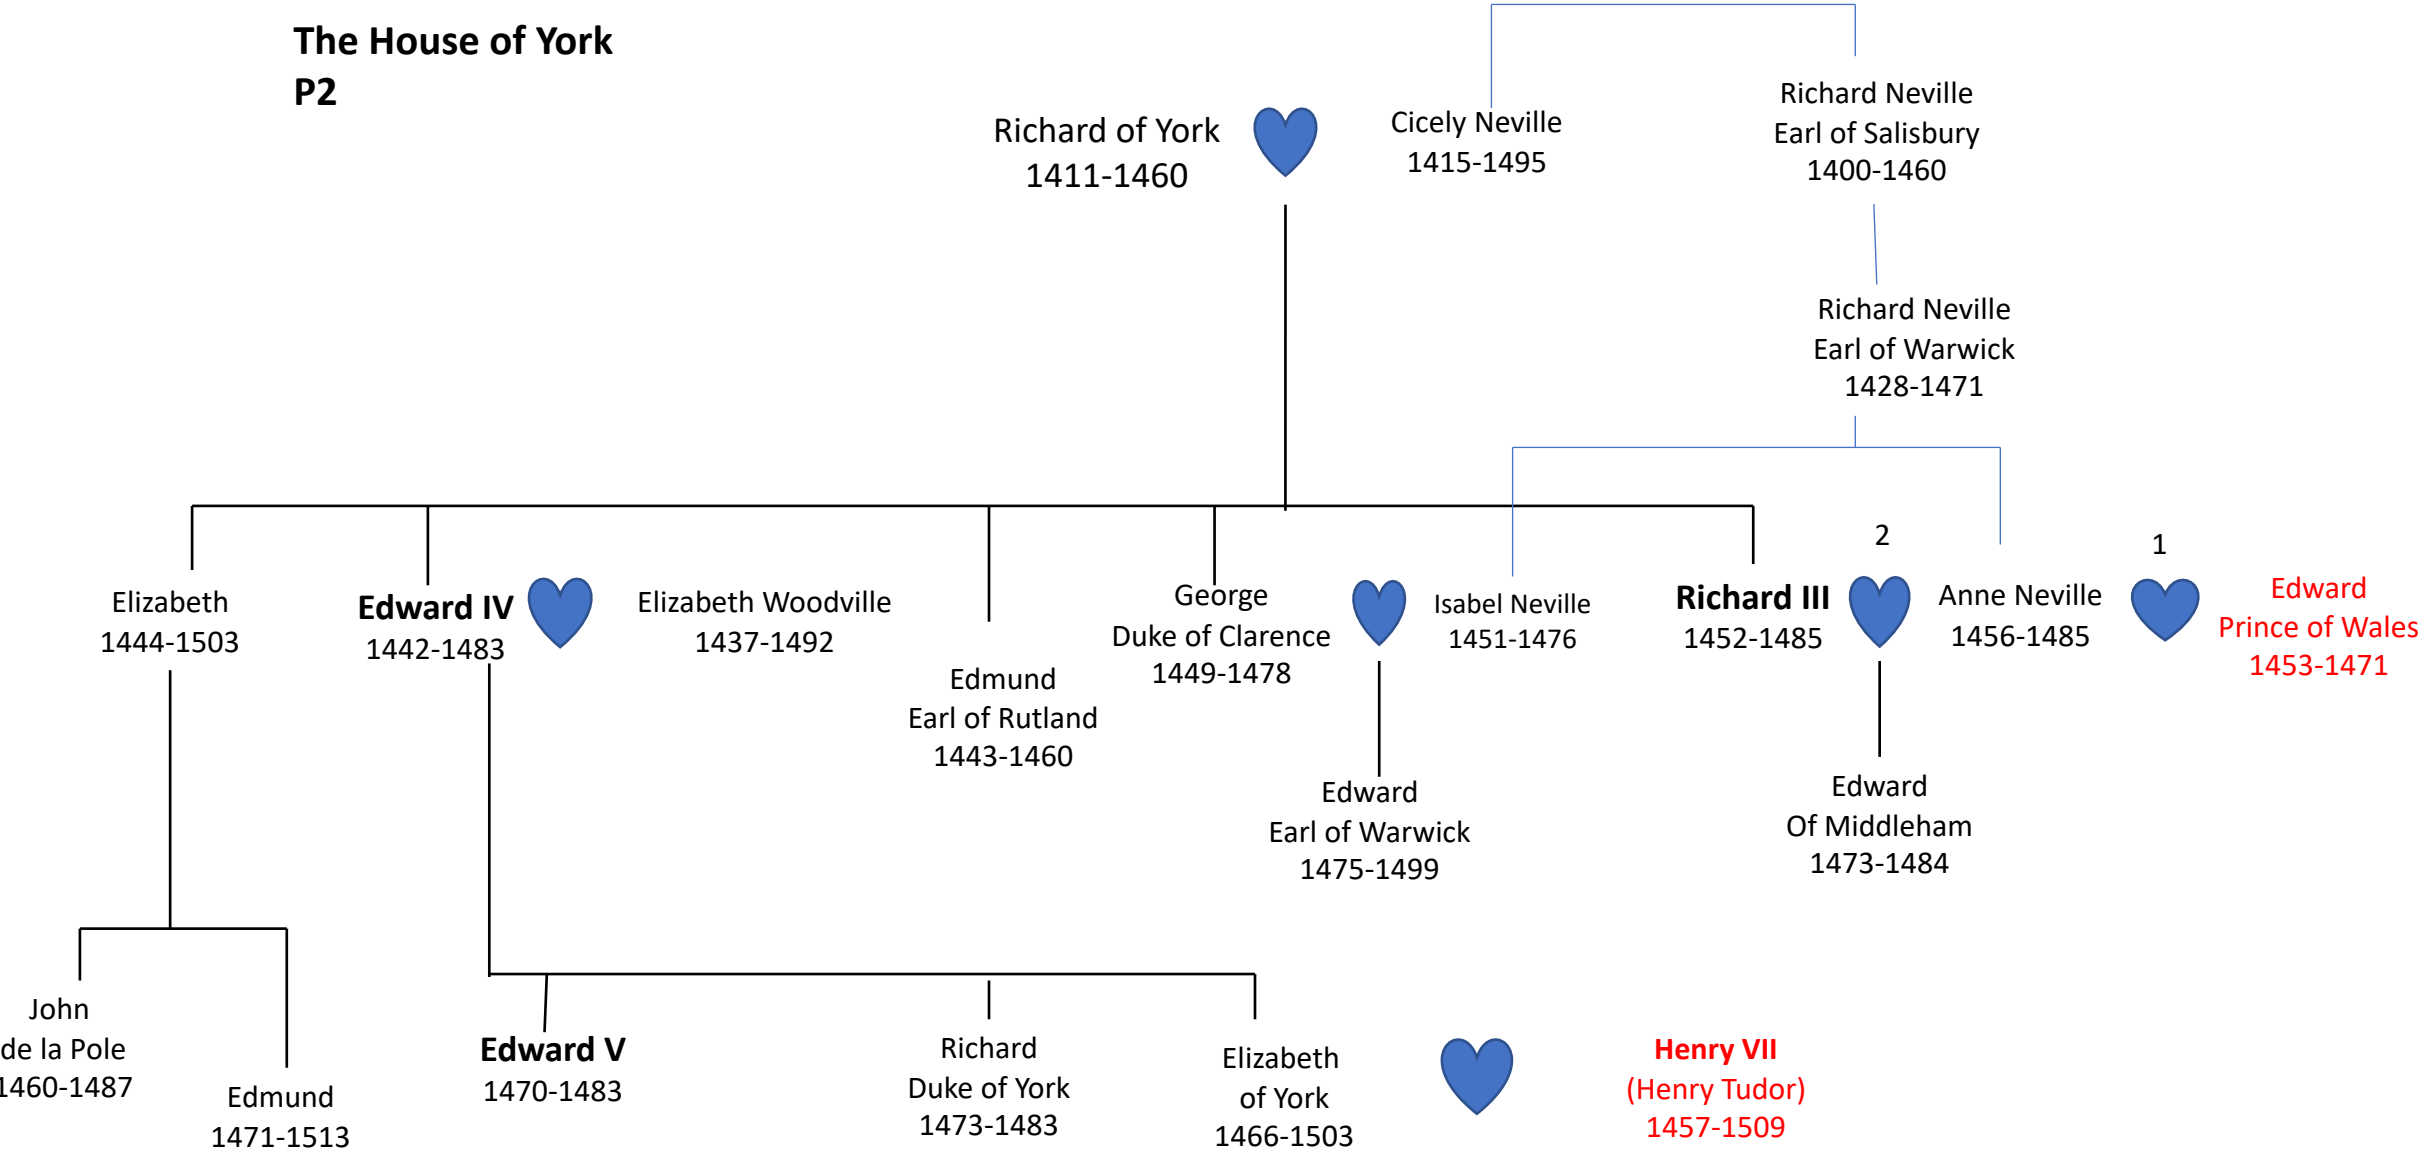 The House of York
P2
Richard of York
1411-1460
Cicely Neville
1415-1495
Richard Neville
Earl of Salisbury
1400-1460
Richard Neville
Earl of Warwick
1428-1471
2
1
Elizabeth
1444-1503
Edward IV
1442-1483
Elizabeth Woodville
1437-1492
Edmund
Earl of Rutland
1443-1460
George
Duke of Clarence
1449-1478
Isabel Neville
1451-1476
Richard III
1452-1485
Anne Neville
1456-1485
Edward
Prince of Wales
1453-1471
Edward
Earl of Warwick
1475-1499
Edward
Of Middleham
1473-1484
John
de la Pole
1460-1487
Edmund
1471-1513
Edward V
1470-1483
Richard
Duke of York
1473-1483
Elizabeth
of York
1466-1503
Henry VII
(Henry Tudor)
1457-1509